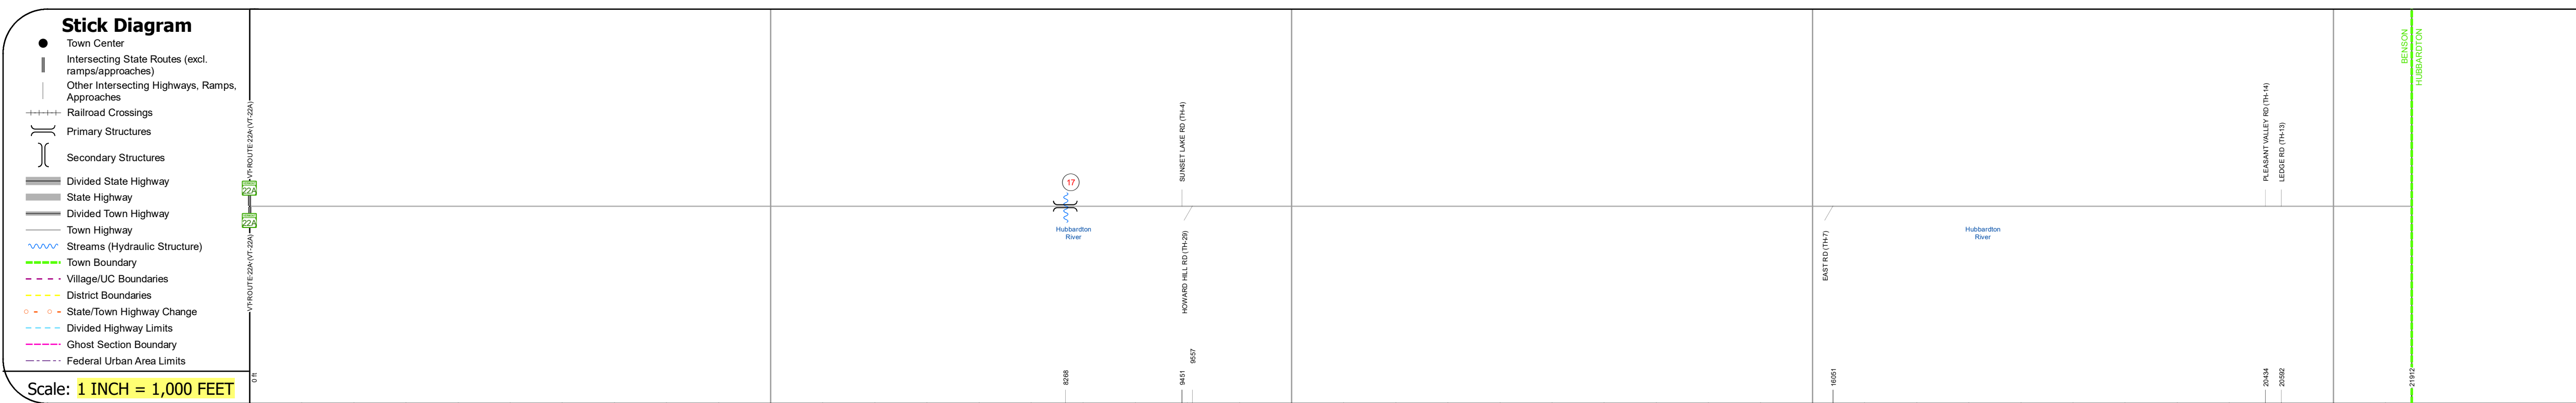 Stick Diagram
Town Center
Intersecting State Routes (excl.
ramps/approaches)
Other Intersecting Highways, Ramps,
Approaches
Railroad Crossings
Primary Structures
Secondary Structures
Divided State Highway
State Highway
Divided Town Highway
Town Highway
Streams (Hydraulic Structure)
Town Boundary
Village/UC Boundaries
District Boundaries
State/Town Highway Change
Divided Highway Limits
Ghost Section Boundary
Federal Urban Area Limits
Scale: 1 INCH = 1,000 FEET
VT-ROUTE-22A (VT-22A)
22A
22A
VT-ROUTE-22A (VT-22A)
0 ft
17
Hubbardton
River
8268
SUNSET LAKE RD (TH-4)
HOWARD HILL RD (TH-29)
9451
9557
EAST RD (TH-7)
16051
Hubbardton
River
PLEASANT VALLEY RD (TH-14)
LEDGE RD (TH-13)
20434
20592
BENSON
HUBBARDTON
21912